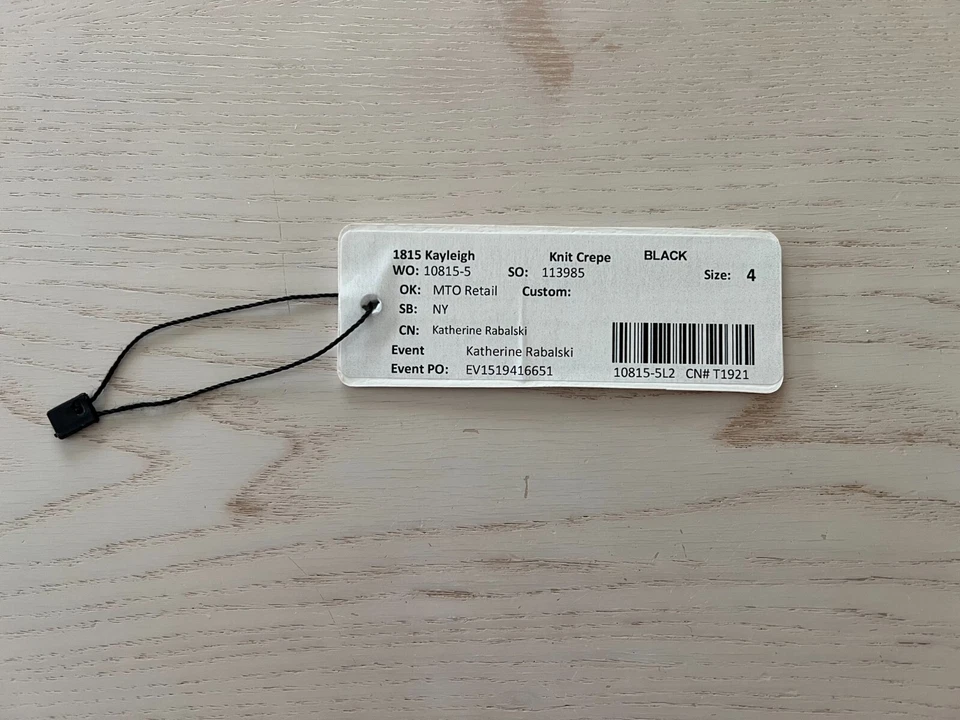 1815 Kayleigh Knit Crepe BLACK
WO: 10815-5 SO: 113985 Size: 4
OK: MTO Retail Custom:
SB: NY
CN: Katherine Rabalski
Event Katherine Rabalski
Event PO: EV1519416651
10815-5L2 CN# T1921